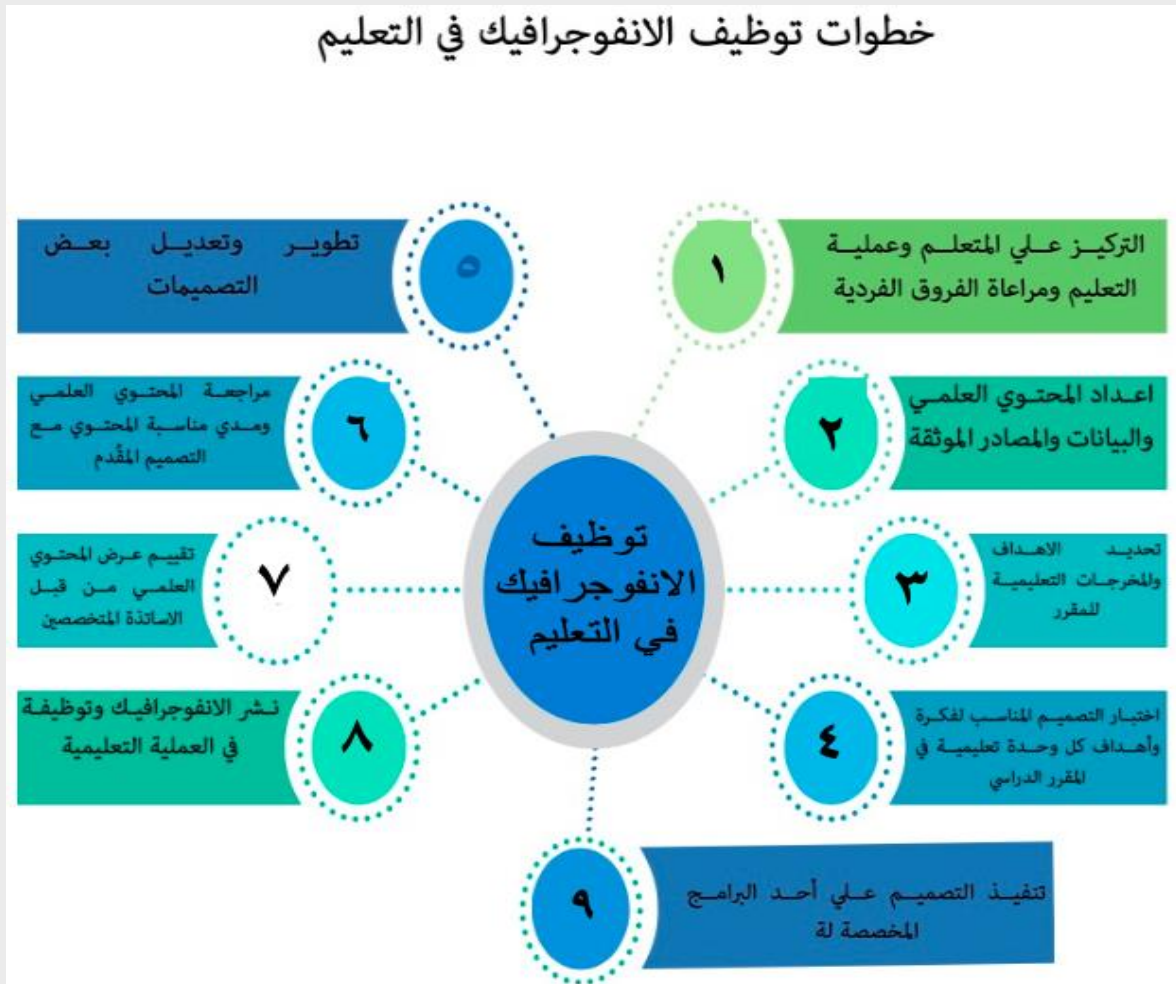 خطوات توظيف الانفوجرافيك في التعليم
١
التركيز علي المتعلم وعملية
التعليم ومراعاة الفروق الفردية
٢
اعداد المحتوي العلمي
والبيانات والمصادر الموثقة
٣
تحديد الاهداف
والمخرجات التعليمية
للمقرر
٤
اختبار التصميم المناسب لفكرة
وأهداف كل وحدة تعليمية في
المقرر الدراسي
٥
تطوير وتعديل بعض
التصميمات
٦
مراجعة المحتوي العلمي
ومدي مناسبة المحتوي مع
التصميم المقُدم
٧
تقييم عرض المحتوي
العلمي من قبل
الاساتذة المتخصصين
٨
نشر الانفوجرافيك وتوظيفة
في العملية التعليمية
٩
تنفيذ التصميم علي أحد البرامج
المخصصة لة
توظيف
الانفوجرافيك
في التعليم